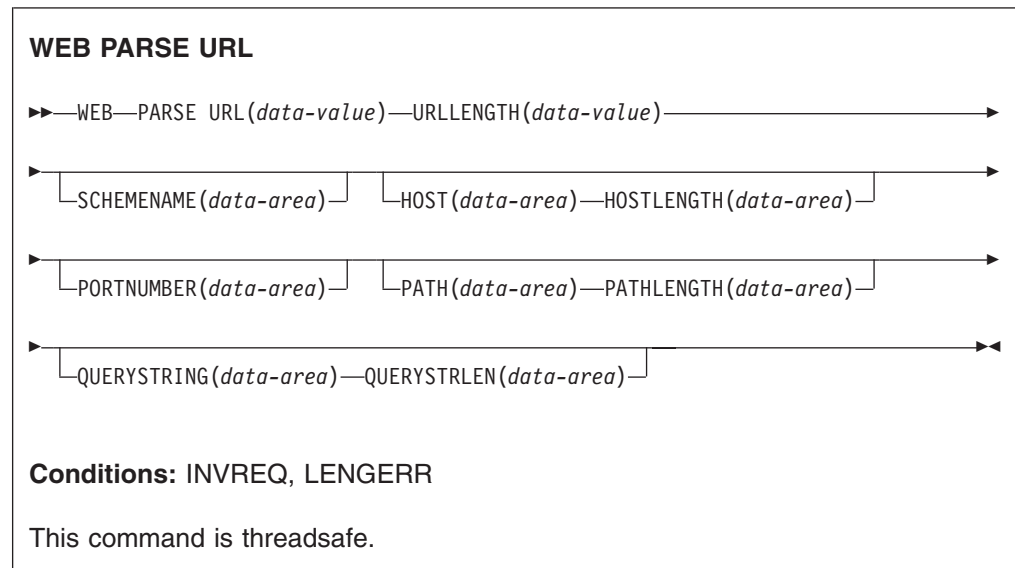 WEB PARSE URL
WEB PARSE URL(data-value) URLLENGTH(data-value)
SCHEMENAME(data-area) HOST(data-area) HOSTLENGTH(data-area)
PORTNUMBER(data-area) PATH(data-area) PATHLENGTH(data-area)
QUERYSTRING(data-area) QUERYSTRLEN(data-area)
Conditions: INVREQ, LENGERR
This command is threadsafe.